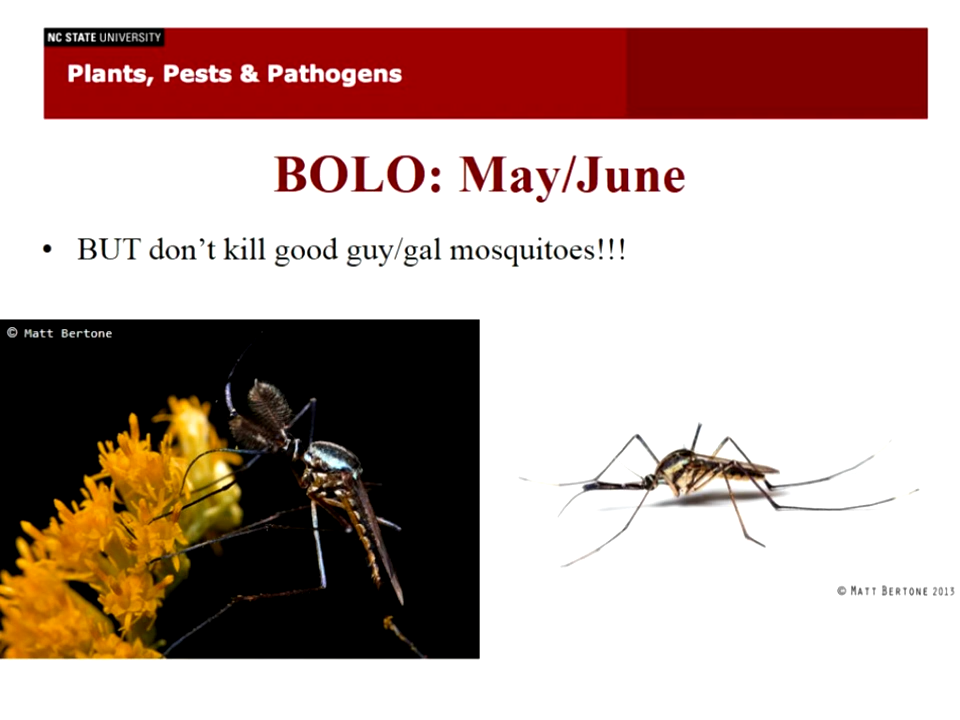 NC STATE UNIVERSITY
Plants, Pests & Pathogens
BOLO: May/June
• BUT don’t kill good guy/gal mosquitoes!!!
© Matt Bertone
© MATT BERTONE 2013